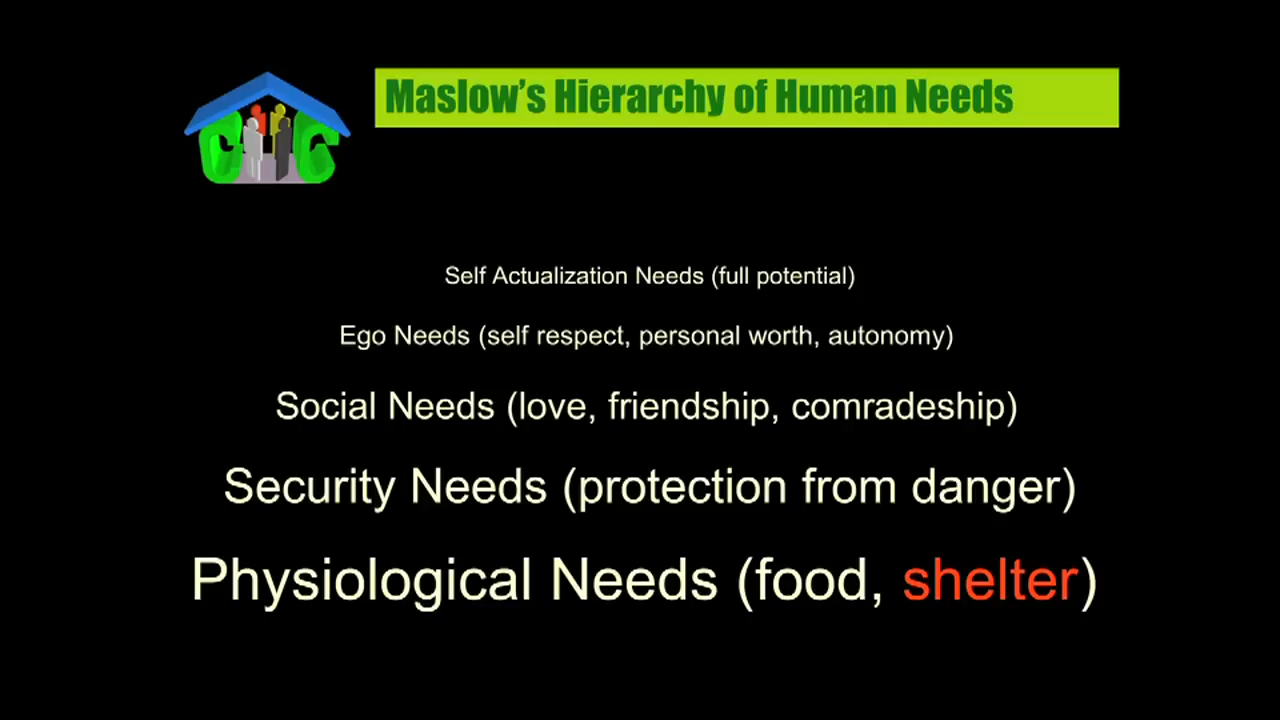 Maslow’s Hierarchy of Human Needs
Self Actualization Needs (full potential)
Ego Needs (self respect, personal worth, autonomy)
Social Needs (love, friendship, comradeship)
Security Needs (protection from danger)
Physiological Needs (food, shelter)